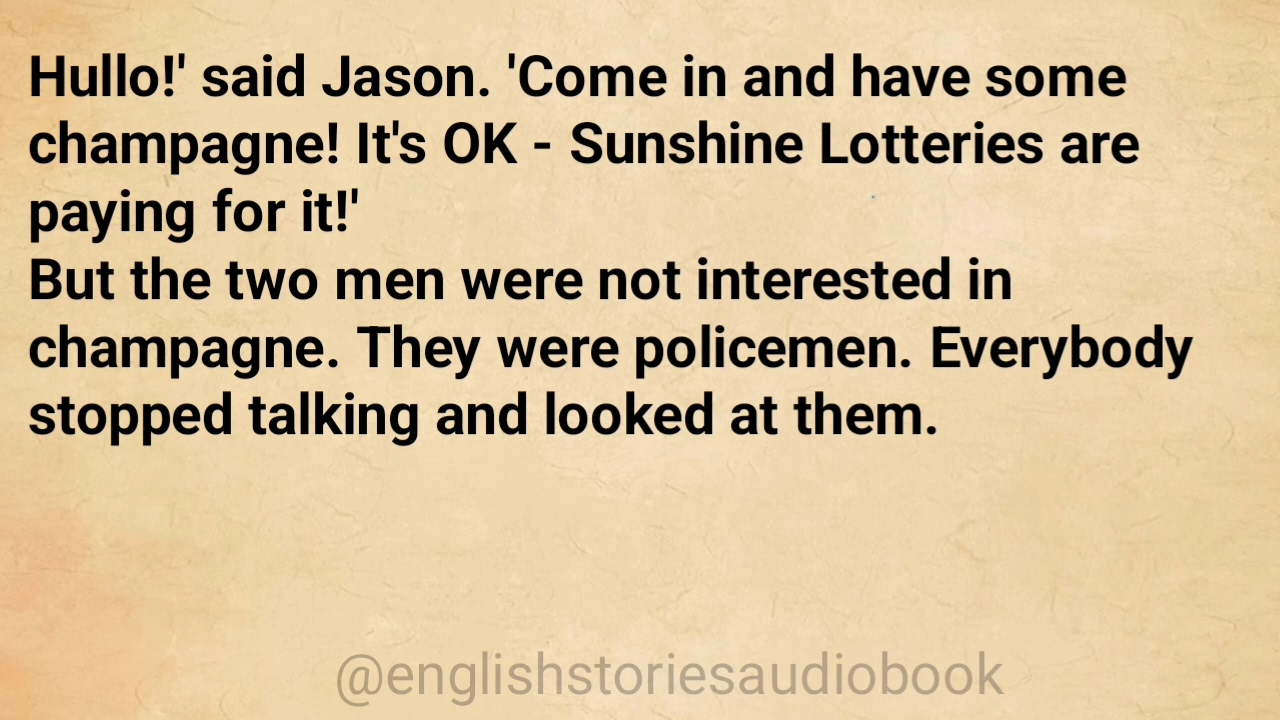 Hullo!' said Jason. 'Come in and have some
champagne! It's OK - Sunshine Lotteries are
paying for it!'
But the two men were not interested in
champagne. They were policemen. Everybody
stopped talking and looked at them.
@englishstoriesaudiobook